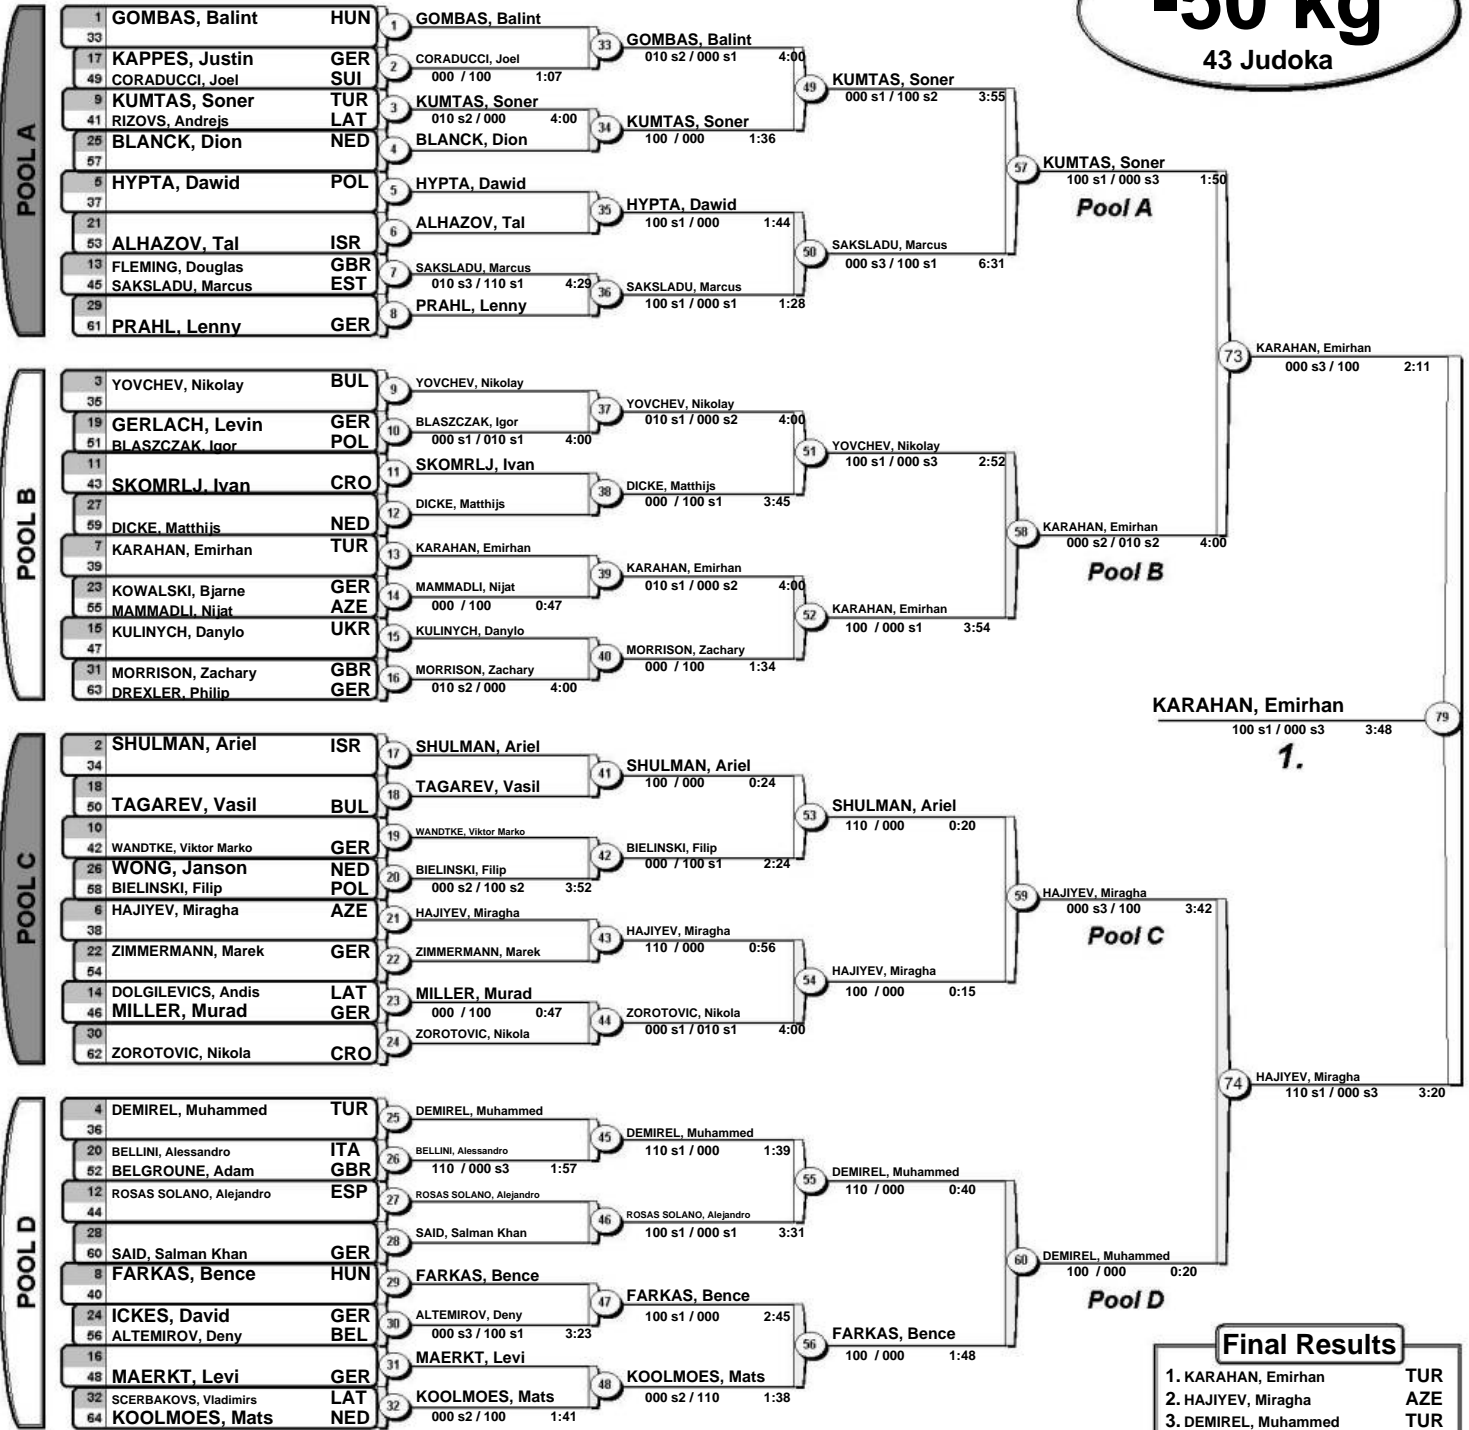 -50 kg
43 Judoka
POOL A
1 GOMBAS, Balint HUN
33
17 KAPPES, Justin GER
49 CORADUCCI, Joel SUI
9 KUMTAS, Soner TUR
41 RIZOVS, Andrejs LAT
25 BLANCK, Dion NED
57
5 HYPTA, Dawid POL
37
21
53 ALHAZOV, Tal ISR
13 FLEMING, Douglas GBR
45 SAKSLADU, Marcus EST
29
61 PRAHL, Lenny GER
1 GOMBAS, Balint
2 CORADUCCI, Joel
000 / 100 1:07
3 KUMTAS, Soner
010 s2 / 000 4:00
4 BLANCK, Dion
5 HYPTA, Dawid
6 ALHAZOV, Tal
7 SAKSLADU, Marcus
010 s3 / 110 s1 4:29
8 PRAHL, Lenny
33 GOMBAS, Balint
010 s2 / 000 s1 4:00
34 KUMTAS, Soner
100 / 000 1:36
35 HYPTA, Dawid
100 s1 / 000 1:44
36 SAKSLADU, Marcus
100 s1 / 000 s1 1:28
49 KUMTAS, Soner
000 s1 / 100 s2 3:55
50 SAKSLADU, Marcus
000 s3 / 100 s1 6:31
57 KUMTAS, Soner
100 s1 / 000 s3 1:50
Pool A
POOL B
3 YOVCHEV, Nikolay BUL
35
19 GERLACH, Levin GER
51 BLASZCZAK, Igor POL
11
43 SKOMRLJ, Ivan CRO
27
59 DICKE, Matthijs NED
7 KARAHAN, Emirhan TUR
39
23 KOWALSKI, Bjarne GER
55 MAMMADLI, Nijat AZE
15 KULINYCH, Danylo UKR
47
31 MORRISON, Zachary GBR
63 DREXLER, Philip GER
9 YOVCHEV, Nikolay
10 BLASZCZAK, Igor
000 s1 / 010 s1 4:00
11 SKOMRLJ, Ivan
12 DICKE, Matthijs
13 KARAHAN, Emirhan
14 MAMMADLI, Nijat
000 / 100 0:47
15 KULINYCH, Danylo
16 MORRISON, Zachary
010 s2 / 000 4:00
37 YOVCHEV, Nikolay
010 s1 / 000 s2 4:00
38 DICKE, Matthijs
000 / 100 s1 3:45
39 KARAHAN, Emirhan
010 s1 / 000 s2 4:00
40 MORRISON, Zachary
000 / 100 1:34
51 YOVCHEV, Nikolay
100 s1 / 000 s3 2:52
52 KARAHAN, Emirhan
100 / 000 s1 3:54
58 KARAHAN, Emirhan
000 s2 / 010 s2 4:00
Pool B
73 KARAHAN, Emirhan
000 s3 / 100 2:11
KARAHAN, Emirhan 79
100 s1 / 000 s3 3:48
1.
POOL C
2 SHULMAN, Ariel ISR
34
18
50 TAGAREV, Vasil BUL
10
42 WANDTKE, Viktor Marko GER
26 WONG, Janson NED
58 BIELINSKI, Filip POL
6 HAJIYEV, Miragha AZE
38
22 ZIMMERMANN, Marek GER
54
14 DOLGILEVICS, Andis LAT
46 MILLER, Murad GER
30
62 ZOROTOVIC, Nikola CRO
17 SHULMAN, Ariel
18 TAGAREV, Vasil
19 WANDTKE, Viktor Marko
20 BIELINSKI, Filip
000 s2 / 100 s2 3:52
21 HAJIYEV, Miragha
22 ZIMMERMANN, Marek
23 MILLER, Murad
000 / 100 0:47
24 ZOROTOVIC, Nikola
41 SHULMAN, Ariel
100 / 000 0:24
42 BIELINSKI, Filip
000 / 100 s1 2:24
43 HAJIYEV, Miragha
110 / 000 0:56
44 ZOROTOVIC, Nikola
000 s1 / 010 s1 4:00
53 SHULMAN, Ariel
110 / 000 0:20
54 HAJIYEV, Miragha
100 / 000 0:15
59 HAJIYEV, Miragha
000 s3 / 100 3:42
Pool C
POOL D
4 DEMIREL, Muhammed TUR
36
20 BELLINI, Alessandro ITA
52 BELGROUNE, Adam GBR
12 ROSAS SOLANO, Alejandro ESP
44
28
60 SAID, Salman Khan GER
8 FARKAS, Bence HUN
40
24 ICKES, David GER
56 ALTEMIROV, Deny BEL
16
48 MAERKT, Levi GER
32 SCERBAKOVS, Vladimirs LAT
64 KOOLMOES, Mats NED
25 DEMIREL, Muhammed
26 BELLINI, Alessandro
110 / 000 s3 1:57
27 ROSAS SOLANO, Alejandro
28 SAID, Salman Khan
29 FARKAS, Bence
30 ALTEMIROV, Deny
000 s3 / 100 s1 3:23
31 MAERKT, Levi
32 KOOLMOES, Mats
000 s2 / 100 1:41
45 DEMIREL, Muhammed
110 s1 / 000 1:39
46 ROSAS SOLANO, Alejandro
100 s1 / 000 s1 3:31
47 FARKAS, Bence
100 s1 / 000 2:45
48 KOOLMOES, Mats
000 s2 / 110 1:38
55 DEMIREL, Muhammed
110 / 000 0:40
56 FARKAS, Bence
100 / 000 1:48
60 DEMIREL, Muhammed
100 / 000 0:20
Pool D
74 HAJIYEV, Miragha
110 s1 / 000 s3 3:20
Final Results
1. KARAHAN, Emirhan TUR
2. HAJIYEV, Miragha AZE
3. DEMIREL, Muhammed TUR